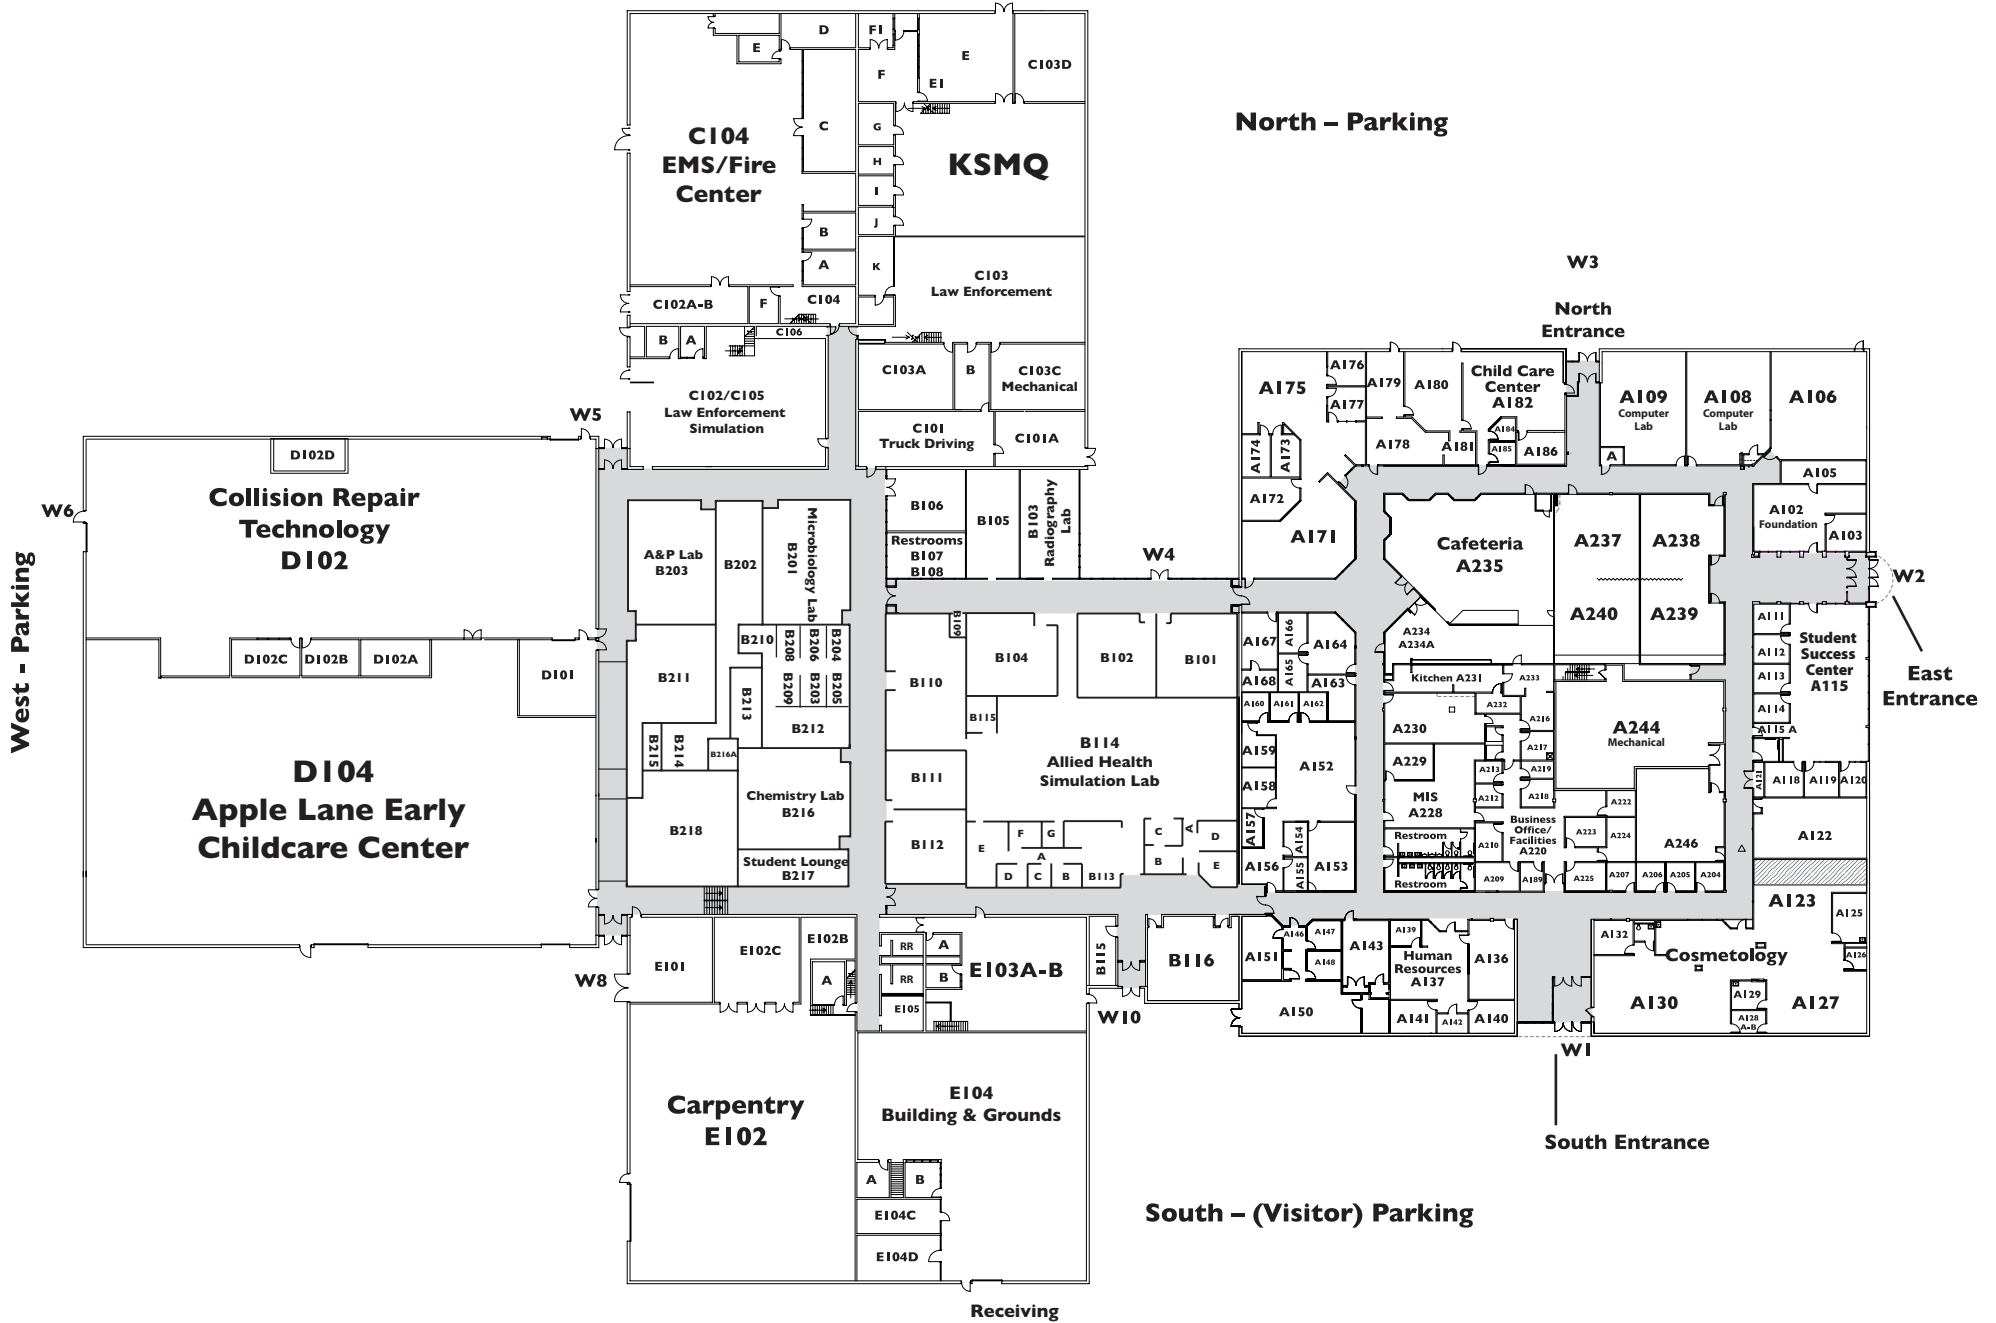 D
F1
E
E
C103D
F
E1
North – Parking
G
C
C104
EMS/Fire
Center
H
KSMQ
I
J
B
A
K
W3
C103
Law Enforcement
C102A-B
F
C104
North
Entrance
C106
B
A
C103A
B
C103C
Mechanical
A175
A176
A177
A179
A180
Child Care
Center
A182
A109
Computer
Lab
A108
Computer
Lab
A106
C102/C105
Law Enforcement
Simulation
W5
C101
Truck Driving
C101A
A174
A173
A178
A181
A184
A185
A186
A
A105
D102D
Collision Repair
Technology
D102
W6
West - Parking
B106
B105
B103
Radiography
Lab
Restrooms
B107
B108
A172
A171
W4
Cafeteria
A235
A237
A238
A240
A239
A102
Foundation
A103
W2
East
Entrance
A&P Lab
B203
B202
Microbiology Lab
B201
B210
B208
B206
B204
B209
B203
B205
B211
B213
B212
B215
B214
B216A
B109
B104
B102
B101
B110
B115
B114
Allied Health
Simulation Lab
B111
B112
A167
A166
A164
A165
A168
A163
A160
A161
A162
A234
A234A
Kitchen A231
A233
A232
A111
A112
A113
A114
A115 A
Student
Success
Center
A115
A230
A216
A217
A244
Mechanical
A159
A152
A158
A229
A213
A219
A212
A218
MIS
A228
A121
A118
A119
A120
D102C
D102B
D102A
D101
D104
Apple Lane Early
Childcare Center
Chemistry Lab
B216
B218
Student Lounge
B217
E
F
G
A
D
C
B
B113
C
A
D
B
E
A157
A154
A156
A155
A153
Restroom
Restroom
A210
Business
Office/
Facilities
A220
A222
A223
A224
A246
A122
A209
A189
A225
A207
A206
A205
A204
A123
A125
A126
E101
E102C
E102B
A
W8
RR
RR
E105
A
B
E103A-B
B115
W10
B116
A151
A146
A147
A148
A143
A139
Human
Resources
A137
A136
A150
A141
A142
A140
A132
Cosmetology
A130
A129
A128
A-B
A127
W1
South Entrance
Carpentry
E102
E104
Building & Grounds
A
B
E104C
E104D
South – (Visitor) Parking
Receiving